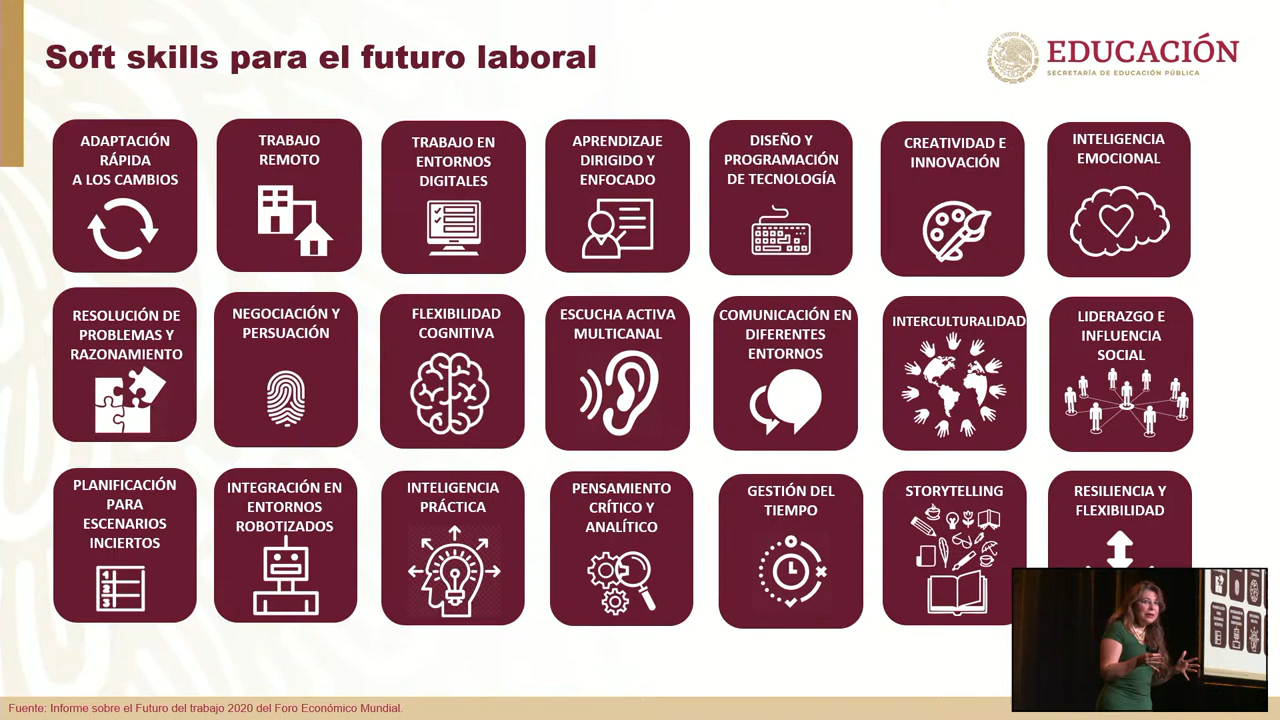 Soft skills para el futuro laboral
EDUCACIÓN
SECRETARÍA DE EDUCACIÓN PÚBLICA
ADAPTACIÓN
RÁPIDA
A LOS CAMBIOS
TRABAJO
REMOTO
TRABAJO EN
ENTORNOS
DIGITALES
APRENDIZAJE
DIRIGIDO Y
ENFOCADO
DISEÑO Y
PROGRAMACIÓN
DE TECNOLOGÍA
CREATIVIDAD E
INNOVACIÓN
INTELIGENCIA
EMOCIONAL
RESOLUCIÓN DE
PROBLEMAS Y
RAZONAMIENTO
NEGOCIACIÓN Y
PERSUACIÓN
FLEXIBILIDAD
COGNITIVA
ESCUCHA ACTIVA
MULTICANAL
COMUNICACIÓN EN
DIFERENTES
ENTORNOS
INTERCULTURALIDAD
LIDERAZGO E
INFLUENCIA
SOCIAL
PLANIFICACIÓN
PARA
ESCENARIOS
INCIERTOS
1
2
3
INTEGRACIÓN EN
ENTORNOS
ROBOTIZADOS
INTELIGENCIA
PRÁCTICA
PENSAMIENTO
CRÍTICO Y
ANALÍTICO
GESTIÓN DEL
TIEMPO
STORYTELLING
RESILIENCIA Y
FLEXIBILIDAD
Fuente: Informe sobre el Futuro del trabajo 2020 del Foro Económico Mundial.